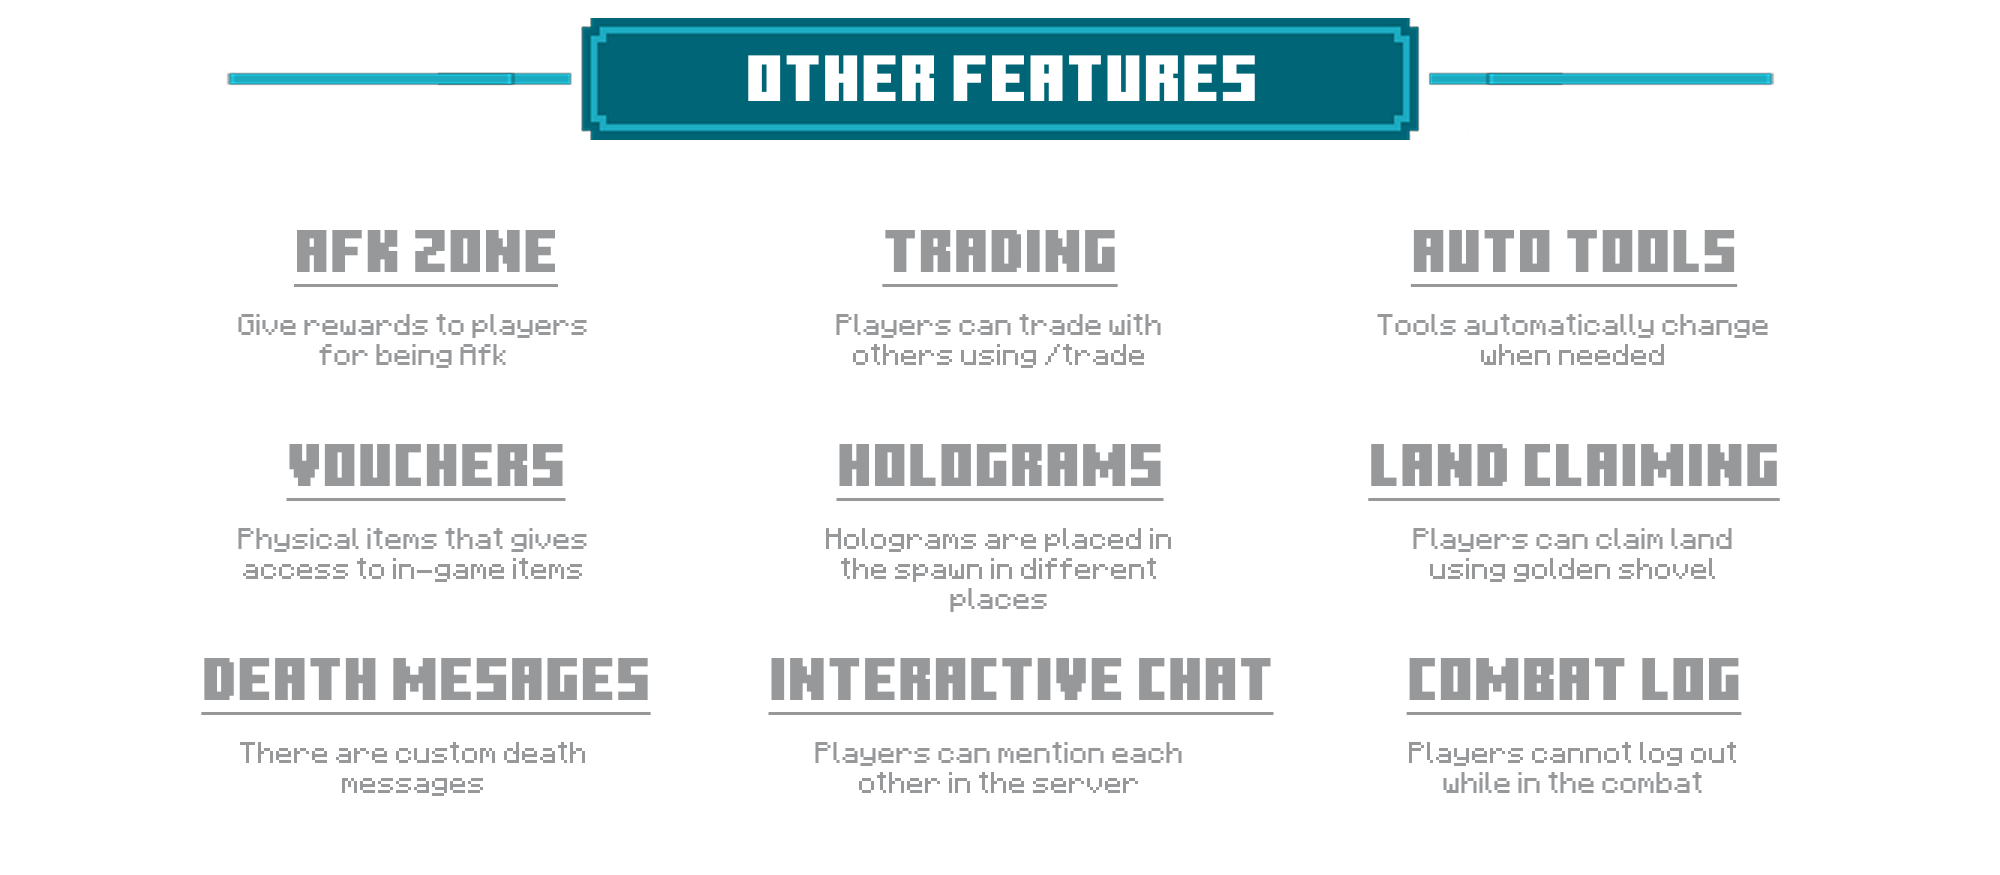 OTHER FEATURES
AFK ZONE
Give rewards to players
for being Afk
TRADING
Players can trade with
others using /trade
AUTO TOOLS
Tools automatically change
when needed
VOUCHERS
Physical items that gives
access to in-game items
HOLOGRAMS
Holograms are placed in
the spawn in different
places
LAND CLAIMING
Players can claim land
using golden shovel
DEATH MESAGES
There are custom death
messages
INTERACTIVE CHAT
Players can mention each
other in the server
COMBAT LOG
Players cannot log out
while in the combat